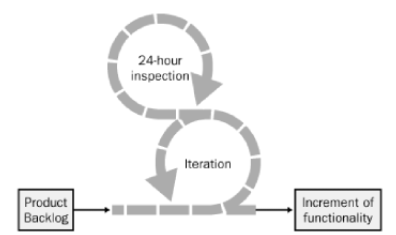 24-hour
inspection
Iteration
Product
Backlog
Increment of
functionality